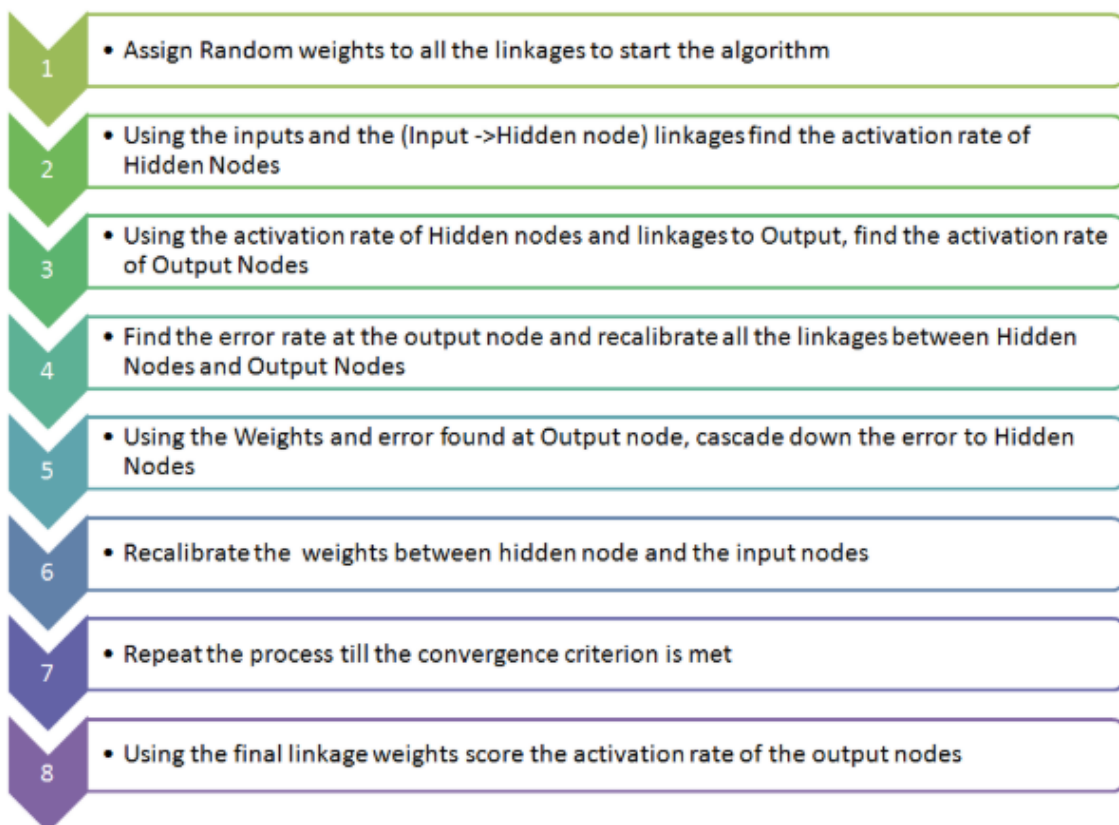 1
• Assign Random weights to all the linkages to start the algorithm
2
• Using the inputs and the (Input ->Hidden node) linkages find the activation rate of
Hidden Nodes
3
• Using the activation rate of Hidden nodes and linkages to Output, find the activation rate
of Output Nodes
4
• Find the error rate at the output node and recalibrate all the linkages between Hidden
Nodes and Output Nodes
5
• Using the Weights and error found at Output node, cascade down the error to Hidden
Nodes
6
• Recalibrate the weights between hidden node and the input nodes
7
• Repeat the process till the convergence criterion is met
8
• Using the final linkage weights score the activation rate of the output nodes